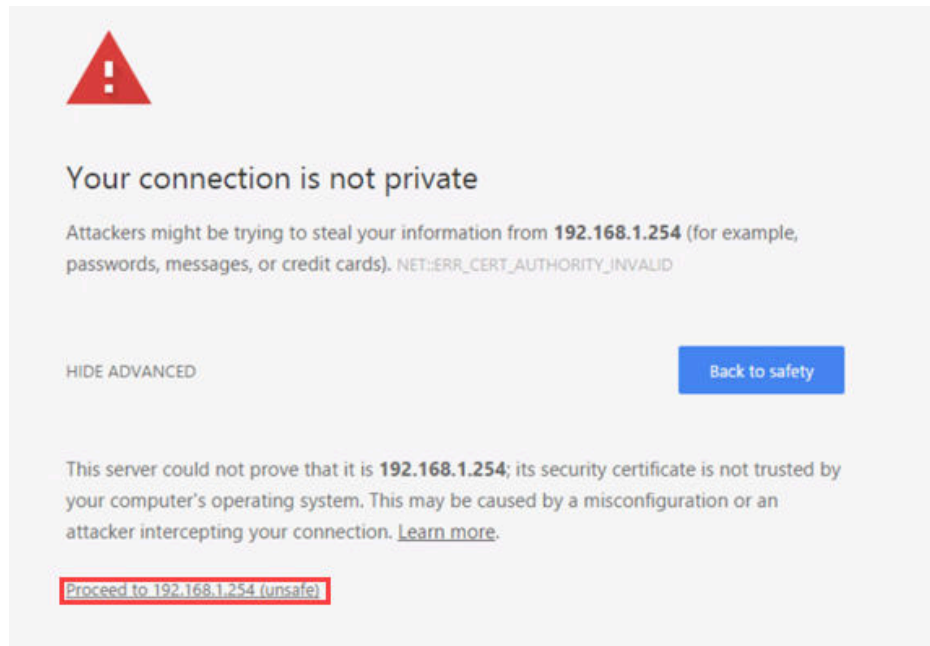 Your connection is not private
Attackers might be trying to steal your information from 192.168.1.254 (for example,
passwords, messages, or credit cards). NET::ERR_CERT_AUTHORITY_INVALID
HIDE ADVANCED
Back to safety
This server could not prove that it is 192.168.1.254; its security certificate is not trusted by
your computer's operating system. This may be caused by a misconfiguration or an
attacker intercepting your connection. Learn more.
Proceed to 192.168.1.254 (unsafe)